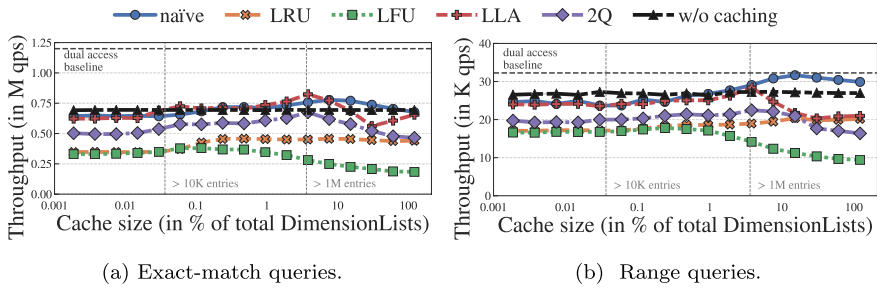 naïve LRU LFU LLA 2Q w/o caching
Throughput (in M qps)
1.25
1.00
0.75
0.50
0.25
0.00
dual access
baseline
> 10K entries
> 1M entries
0.001
0.01
0.1
1
10
100
Cache size (in % of total DimensionLists)
(a) Exact-match queries.
Throughput (in K qps)
40
30
20
10
0
dual access
baseline
> 10K entries
> 1M entries
0.001
0.01
0.1
1
10
100
Cache size (in % of total DimensionLists)
(b) Range queries.